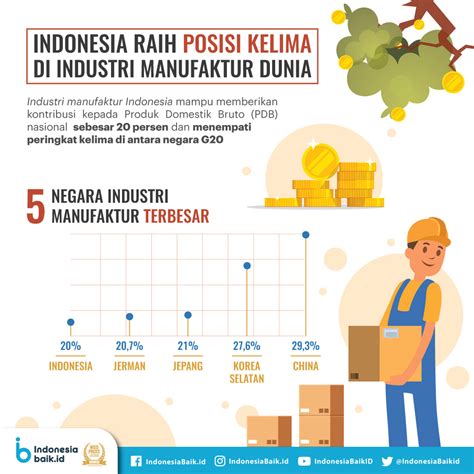 INDONESIA RAIH POSISI KELIMA
DI INDUSTRI MANUFAKTUR DUNIA
Industri manufaktur Indonesia mampu memberikan
kontribusi kepada Produk Domestik Bruto (PDB)
nasional sebesar 20 persen dan menempati
peringkat kelima di antara negara G20
5 NEGARA INDUSTRI
MANUFAKTUR TERBESAR
20% 20,7% 21% 27,6% 29,3%
INDONESIA JERMAN JEPANG KOREA CHINA
SELATAN
Indonesia
baik.id
IndonesiaBaik.id IndonesiaBaik.id IndonesiaBaikID @IndonesiaBaikid